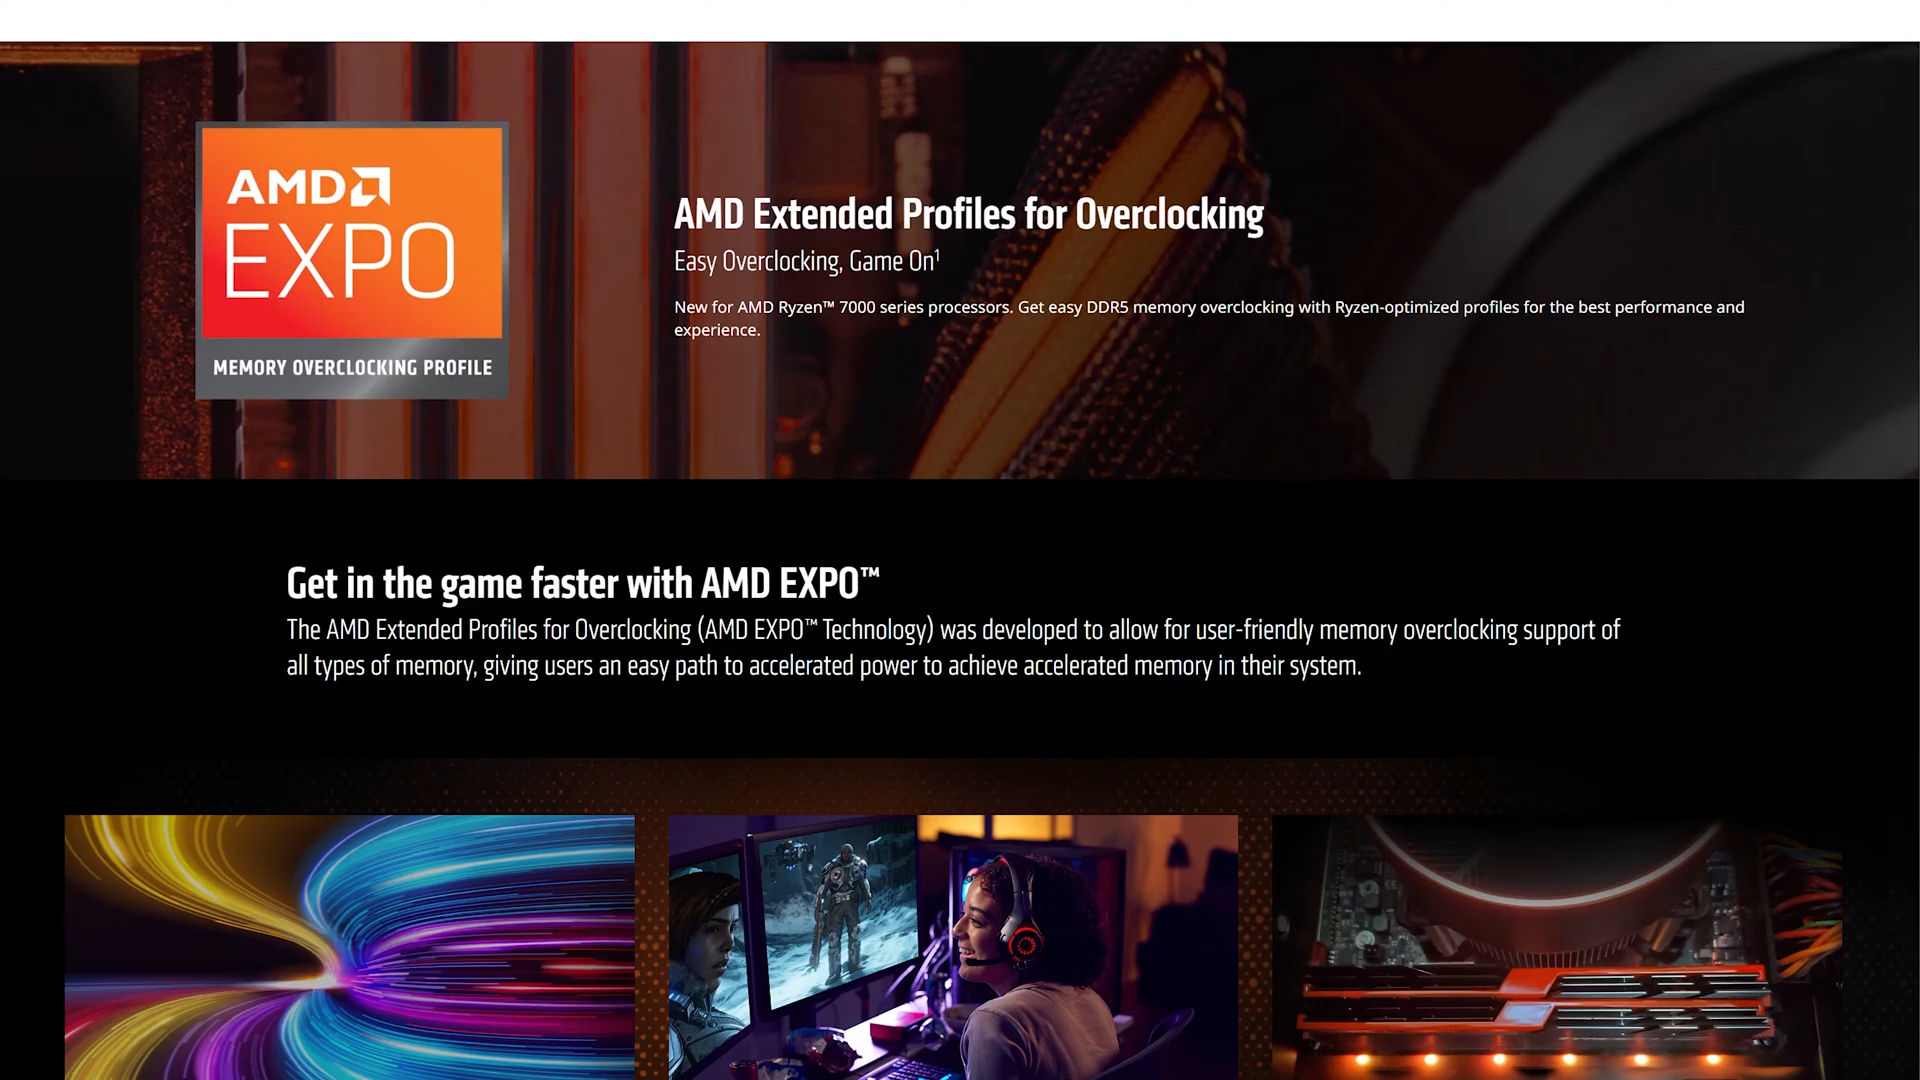 AMD
EXPO
MEMORY OVERCLOCKING PROFILE
AMD Extended Profiles for Overclocking
Easy Overclocking, Game On¹
New for AMD Ryzen™ 7000 series processors. Get easy DDR5 memory overclocking with Ryzen-optimized profiles for the best performance and
experience.
Get in the game faster with AMD EXPO™
The AMD Extended Profiles for Overclocking (AMD EXPO™ Technology) was developed to allow for user-friendly memory overclocking support of
all types of memory, giving users an easy path to accelerated power to achieve accelerated memory in their system.